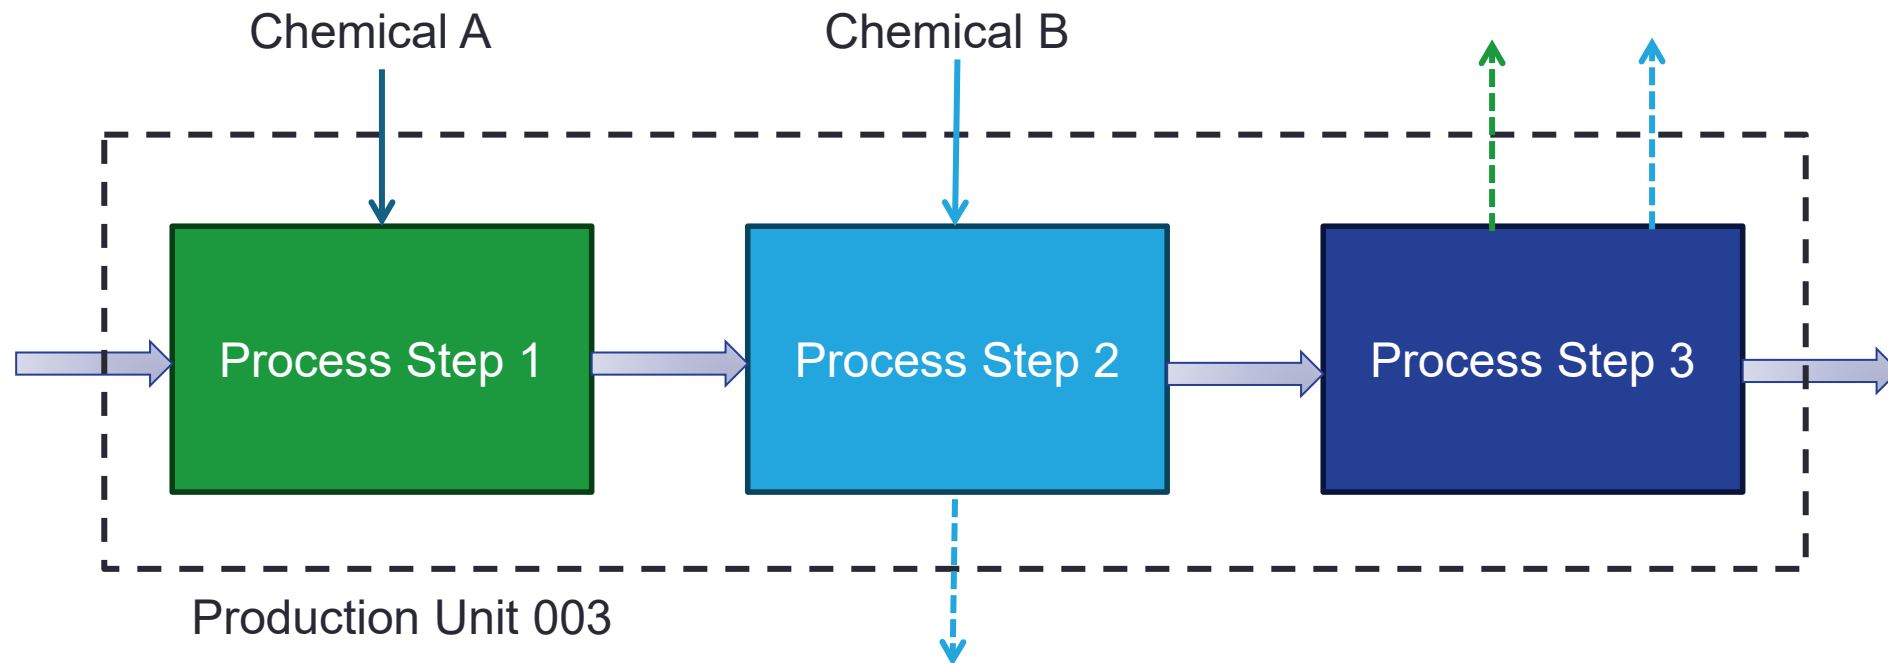 Chemical A
Chemical B
Process Step 1
Process Step 2
Process Step 3
Production Unit 003